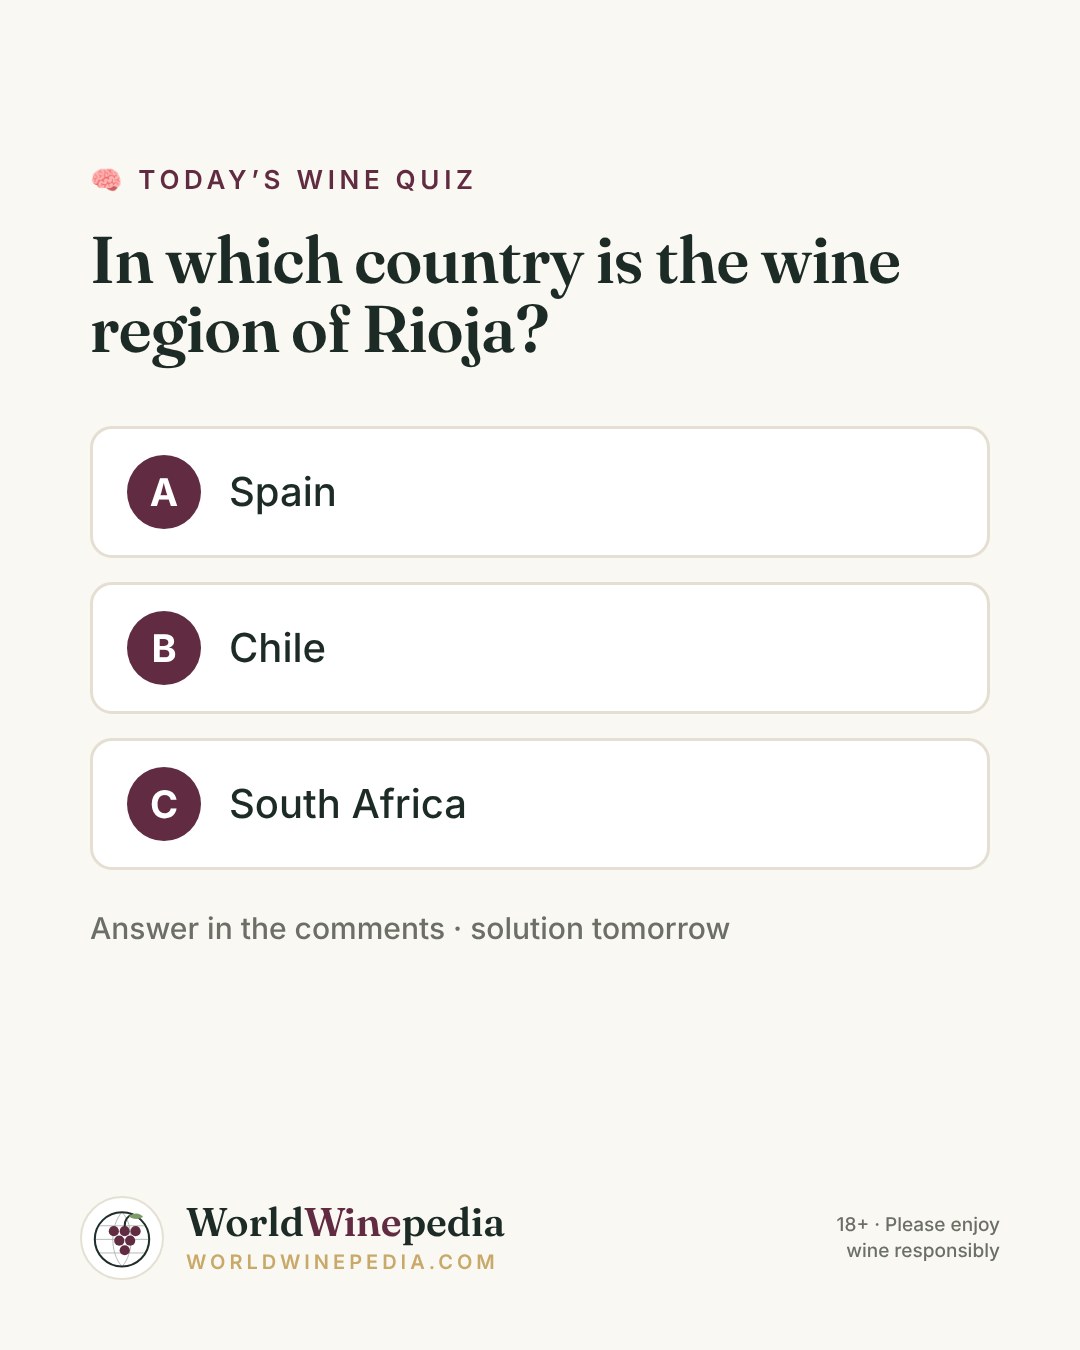 🧠 TODAY’S WINE QUIZ
In which country is the wine
region of Rioja?
A Spain
B Chile
C South Africa
Answer in the comments · solution tomorrow
WorldWinepedia
WORLDWINEPEDIA.COM
18+ · Please enjoy
wine responsibly